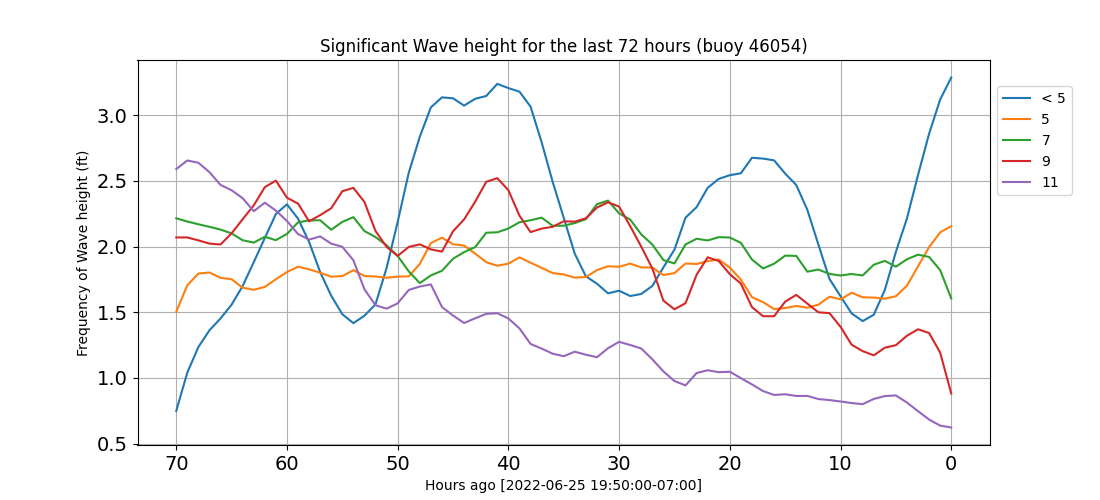 Significant Wave height for the last 72 hours (buoy 46054)
Frequency of Wave height (ft)
3.0
2.5
2.0
1.5
1.0
0.5
70 60 50 40 30 20 10 0
Hours ago [2022-06-25 19:50:00-07:00]
< 5
5
7
9
11